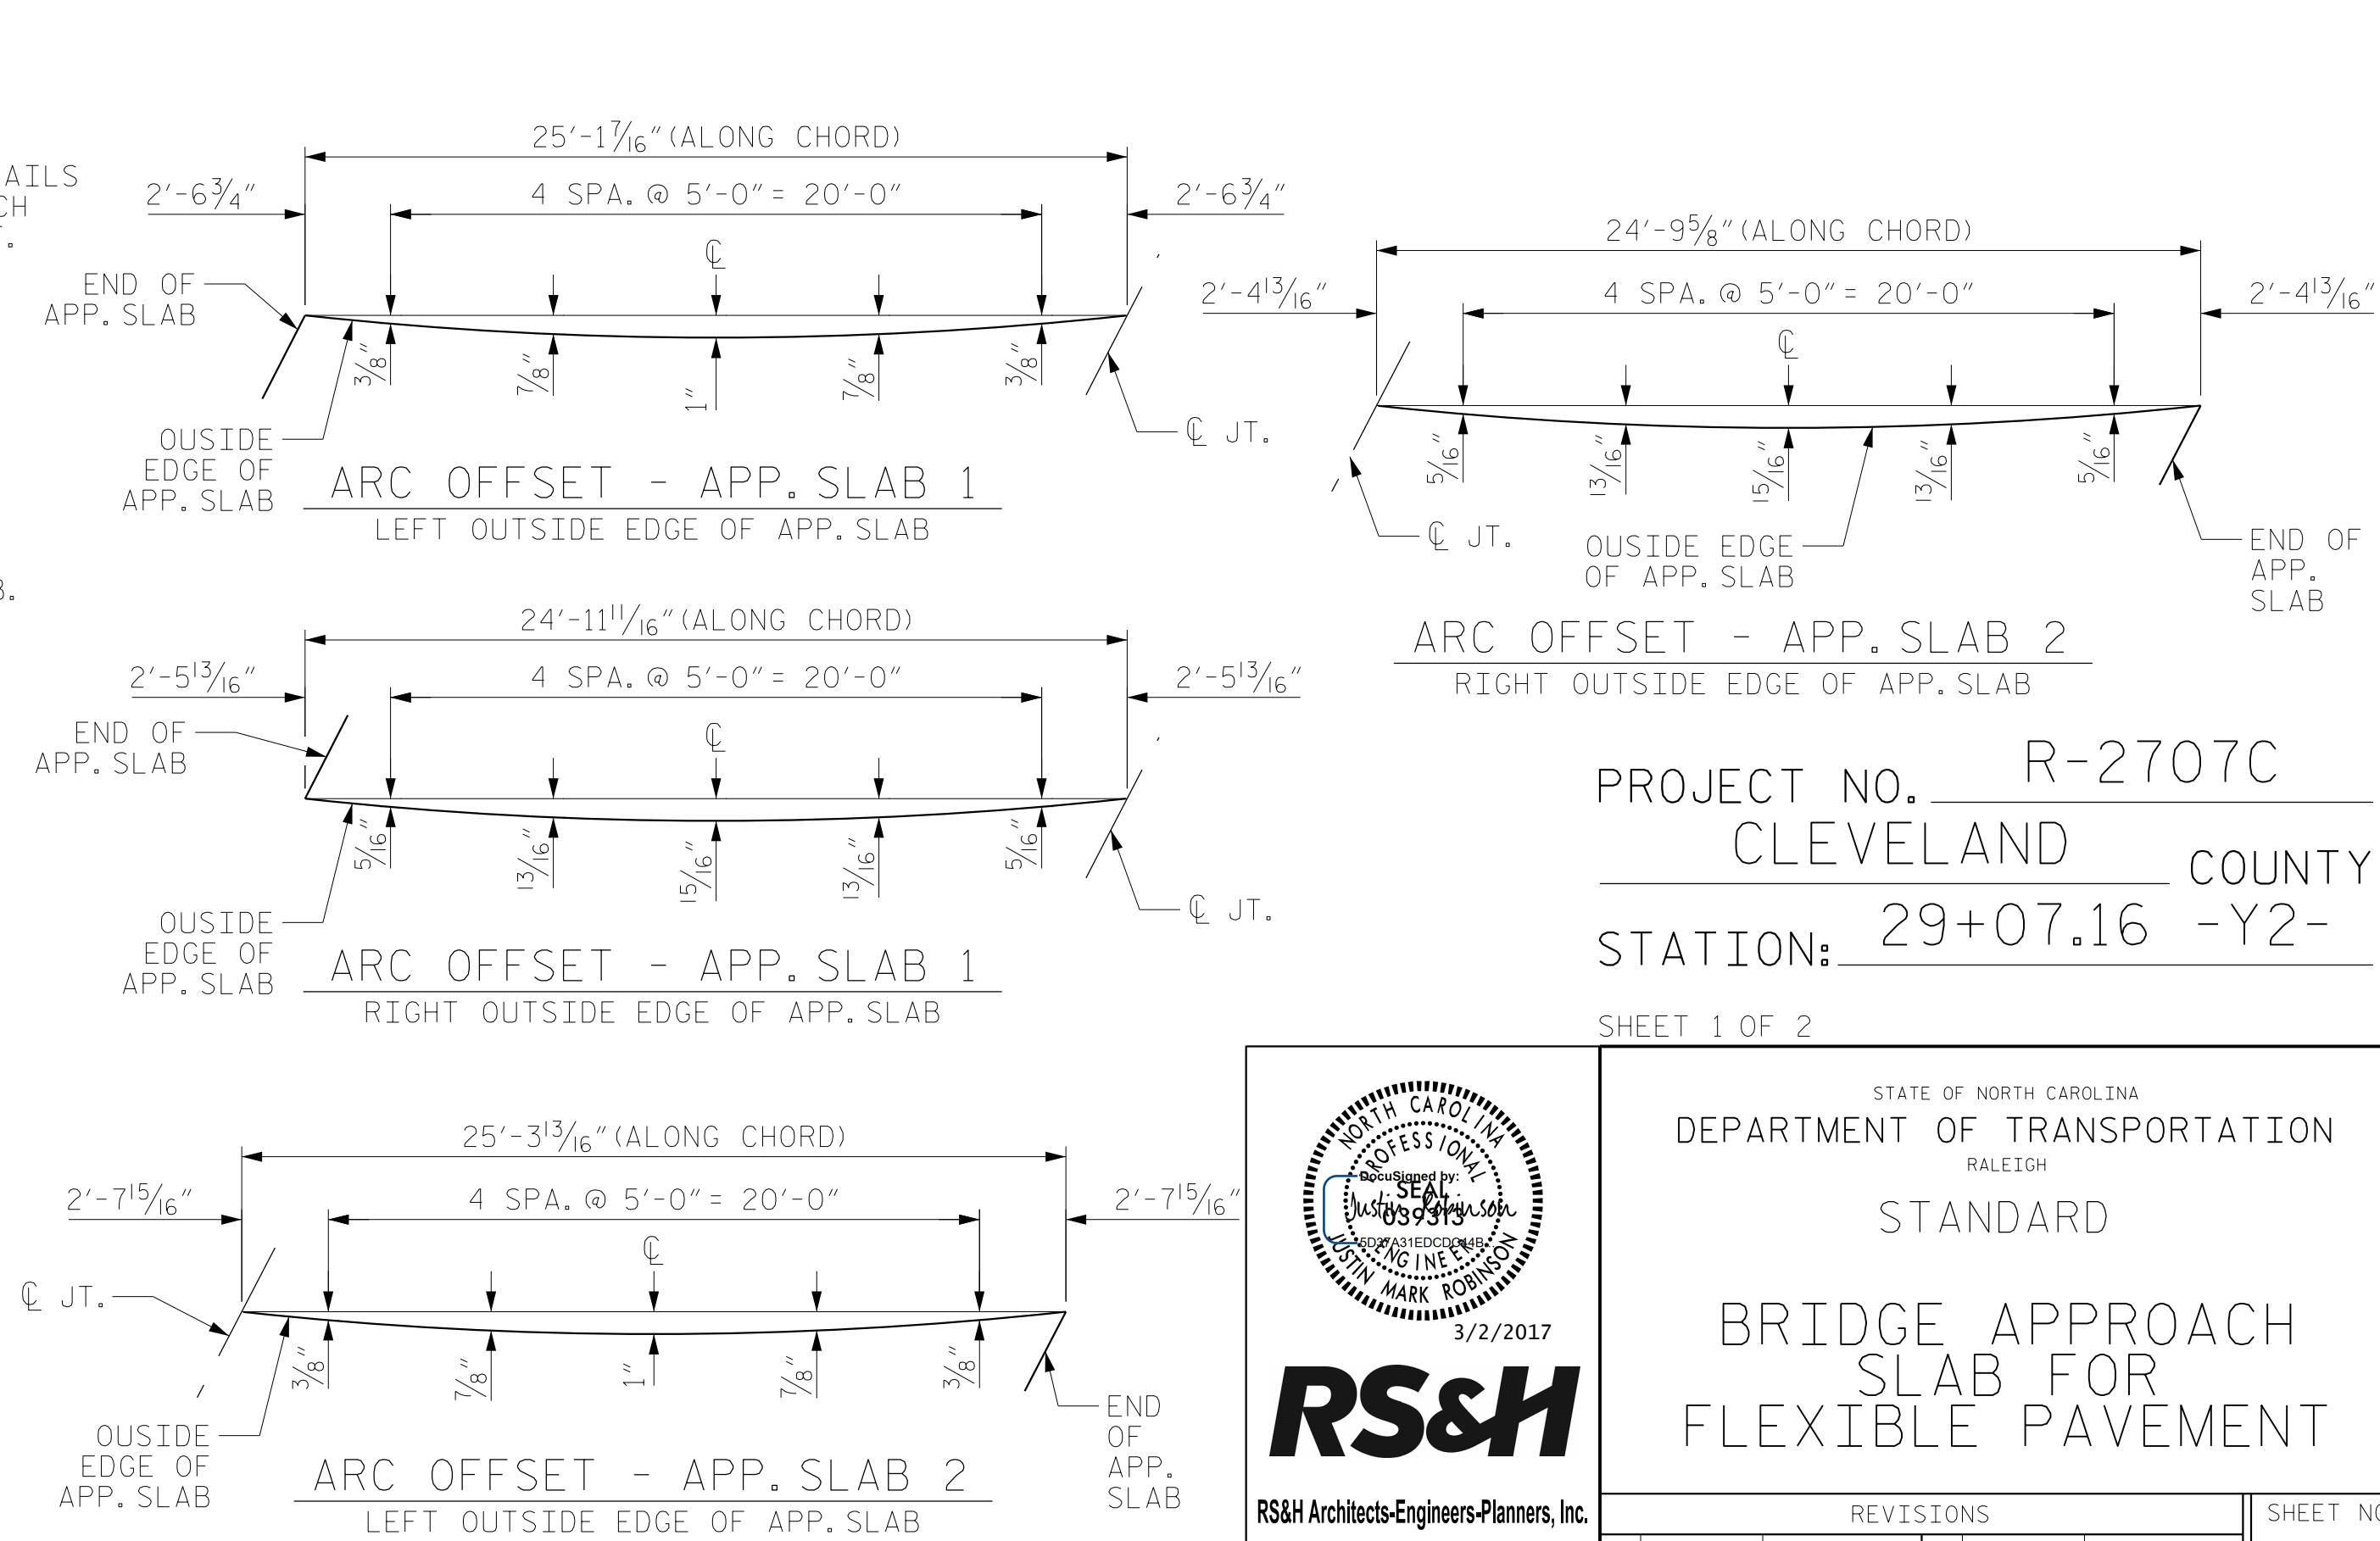 AILS
CH
.
B.
25′-1 7/16″ (ALONG CHORD)
2′-6 3/4″
4 SPA. @ 5′-0″ = 20′-0″
2′-6 3/4″
℄
END OF
APP. SLAB
3/8″
7/8″
1″
7/8″
3/8″
OUSIDE
EDGE OF
APP. SLAB
℄ JT.
ARC OFFSET - APP. SLAB 1
LEFT OUTSIDE EDGE OF APP. SLAB
24′-11 11/16″ (ALONG CHORD)
2′-5 13/16″
4 SPA. @ 5′-0″ = 20′-0″
2′-5 13/16″
℄
END OF
APP. SLAB
5/16″
13/16″
15/16″
13/16″
5/16″
OUSIDE
EDGE OF
APP. SLAB
℄ JT.
ARC OFFSET - APP. SLAB 1
RIGHT OUTSIDE EDGE OF APP. SLAB
25′-3 13/16″ (ALONG CHORD)
2′-7 15/16″
4 SPA. @ 5′-0″ = 20′-0″
2′-7 15/16″
℄
℄ JT.
3/8″
7/8″
1″
7/8″
3/8″
OUSIDE
EDGE OF
APP. SLAB
END
OF
APP.
SLAB
ARC OFFSET - APP. SLAB 2
LEFT OUTSIDE EDGE OF APP. SLAB
24′-9 5/8″ (ALONG CHORD)
2′-4 13/16″
4 SPA. @ 5′-0″ = 20′-0″
2′-4 13/16″
℄
5/16″
13/16″
15/16″
13/16″
5/16″
℄ JT.
OUSIDE EDGE
OF APP. SLAB
END OF
APP.
SLAB
ARC OFFSET - APP. SLAB 2
RIGHT OUTSIDE EDGE OF APP. SLAB
PROJECT NO. R-2707C
CLEVELAND COUNTY
STATION: 29+07.16 -Y2-
SHEET 1 OF 2
NORTH CAROLINA
PROFESSIONAL
DocuSigned by:
SEAL
Justin Robinson
039313
ENGINEER
JUSTIN MARK ROBINSON
3/2/2017
RS&H
RS&H Architects-Engineers-Planners, Inc.
STATE OF NORTH CAROLINA
DEPARTMENT OF TRANSPORTATION
RALEIGH
STANDARD
BRIDGE APPROACH
SLAB FOR
FLEXIBLE PAVEMENT
REVISIONS
SHEET NO